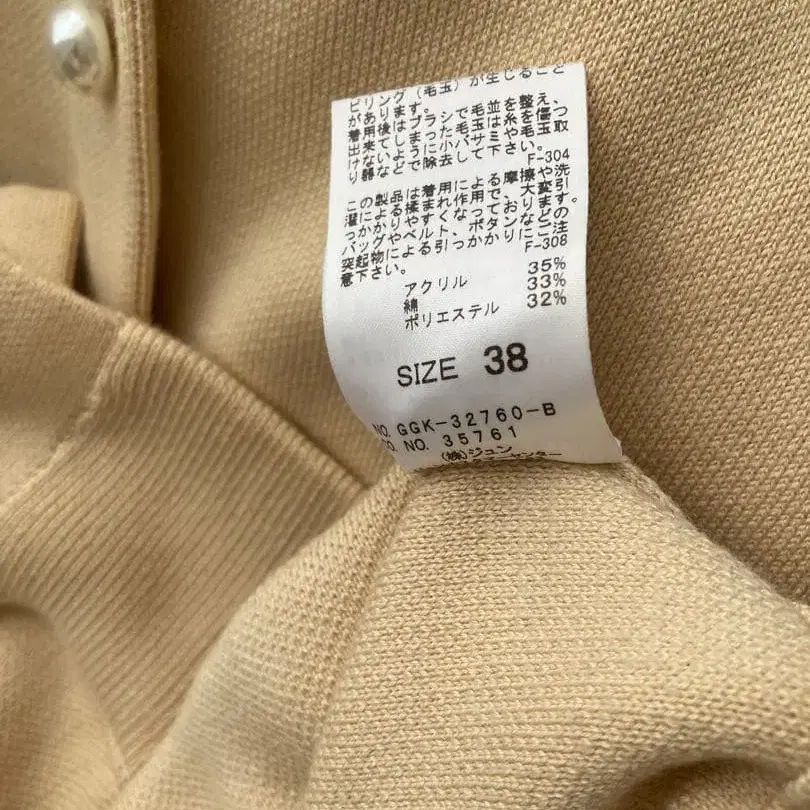 ピリング(毛玉)が生じること
があります。
着用後はブラシで毛並を整え、
出来てしまった毛玉は糸を傷つ
けないように小バサミや毛玉取
り器などで除去して下さい。
F-304
この製品は着用による摩擦や洗
濯による揉まれ作用で、大変引
っかかりやすくなっております。
バッグやベルト、ボタンなどの
突起物による引っかかりにご注
意下さい。
F-308
アクリル 35%
綿 33%
ポリエステル 32%
SIZE 38
NO. GGK-32760-B
CO. NO. 35761
(株)ジュン